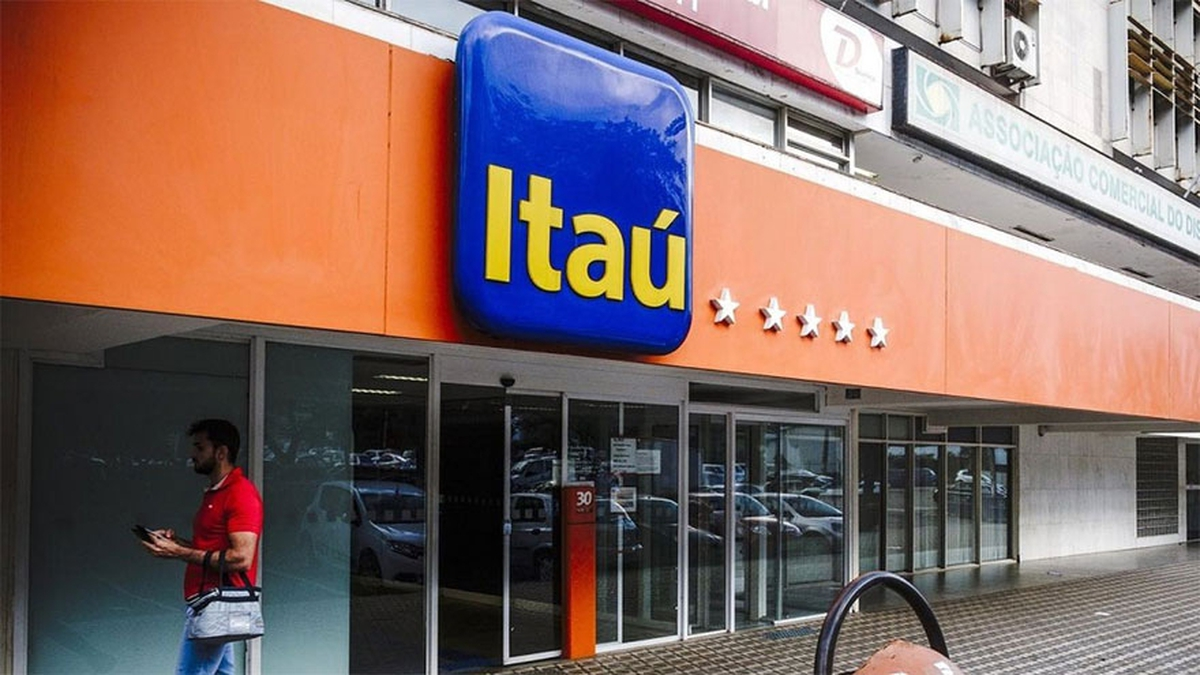 D
ASSOCIAÇÃO COMERCIAL DO DIS
Itaú
30